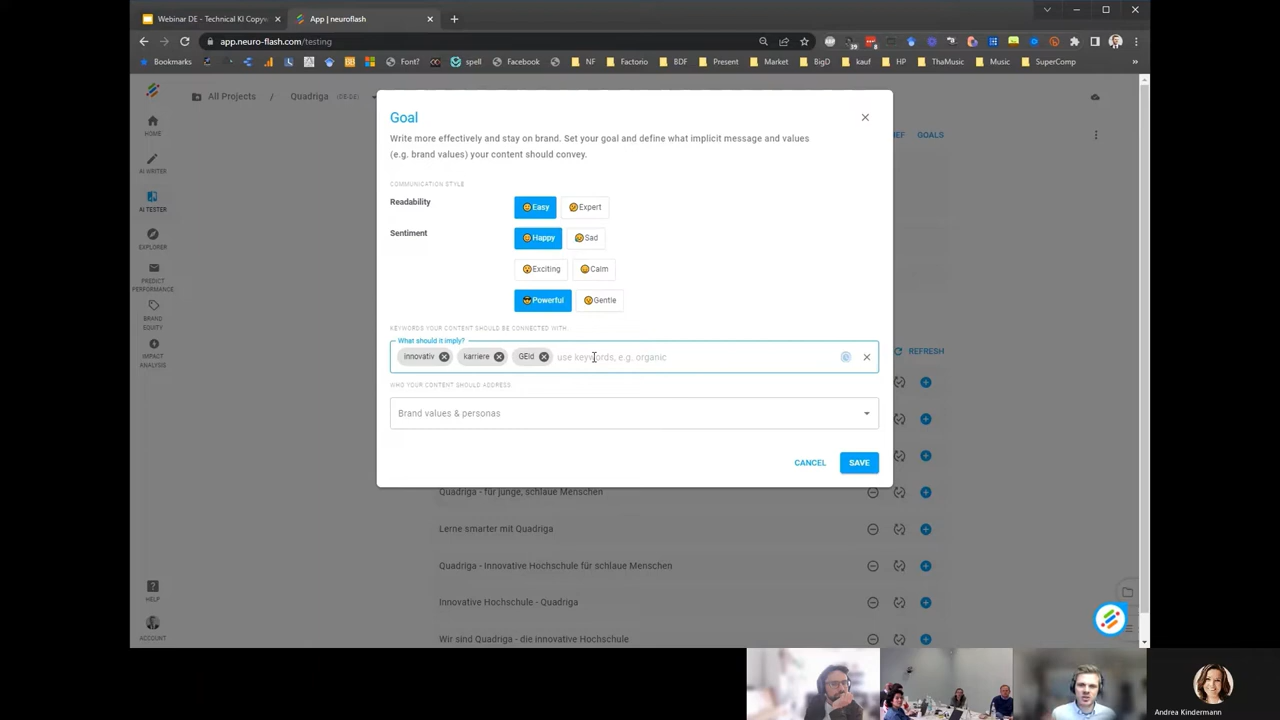 Webinar DE - Technical KI Copyw
App | neuroflash
app.neuro-flash.com/testing
39
Bookmarks
Font?
spell
Facebook
NF
Factorio
BDF
Present
Market
BigD
kauf
HP
ThaMusic
Music
SuperComp
All Projects / Quadriga (DE-DE)
HOME
AI WRITER
AI TESTER
EXPLORER
PREDICT
PERFORMANCE
BRAND
EQUITY
IMPACT
ANALYSIS
HELP
ACCOUNT
GOALS
Goal
Write more effectively and stay on brand. Set your goal and define what implicit message and values
(e.g. brand values) your content should convey.
COMMUNICATION STYLE
Readability
Easy
Expert
Sentiment
Happy
Sad
Exciting
Calm
Powerful
Gentle
KEYWORDS YOUR CONTENT SHOULD BE CONNECTED WITH
What should it imply?
innovativ
karriere
GEld
use keywords, e.g. organic
WHO YOUR CONTENT SHOULD ADDRESS
Brand values & personas
CANCEL
SAVE
REFRESH
Quadriga - für junge, schlaue Menschen
Lerne smarter mit Quadriga
Quadriga - Innovative Hochschule für schlaue Menschen
Innovative Hochschule - Quadriga
Wir sind Quadriga - die innovative Hochschule
Andrea Kindermann